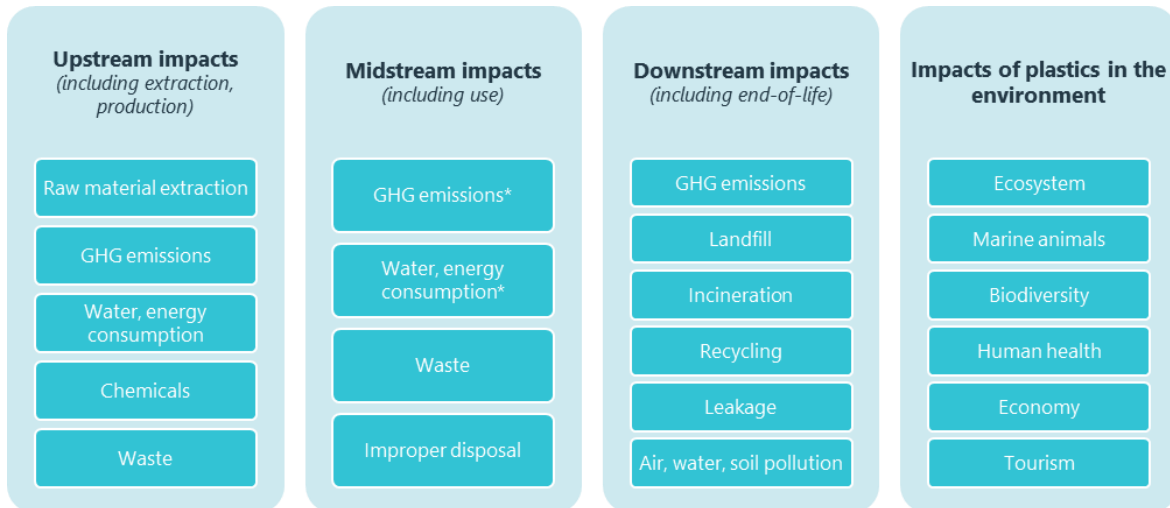 Upstream impacts
(including extraction,
production)
Raw material extraction
GHG emissions
Water, energy
consumption
Chemicals
Waste
Midstream impacts
(including use)
GHG emissions*
Water, energy
consumption*
Waste
Improper disposal
Downstream impacts
(including end-of-life)
GHG emissions
Landfill
Incineration
Recycling
Leakage
Air, water, soil pollution
Impacts of plastics in the
environment
Ecosystem
Marine animals
Biodiversity
Human health
Economy
Tourism